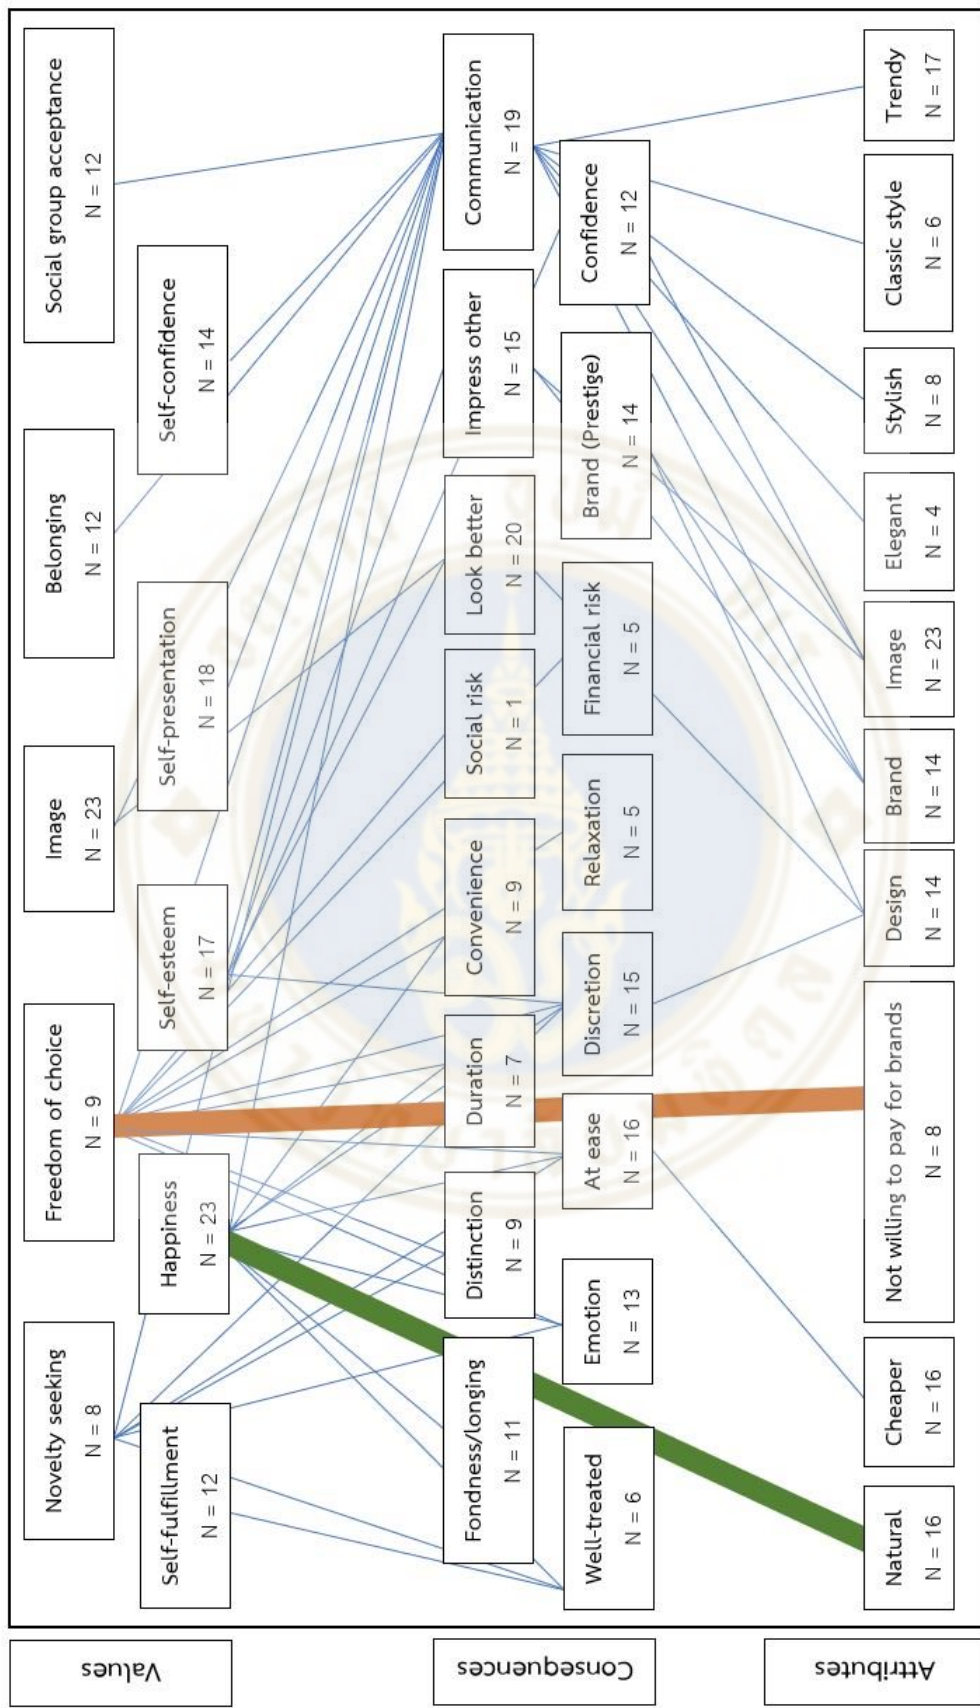 Values
Novelty seeking
N = 8
Freedom of choice
N = 9
Image
N = 23
Belonging
N = 12
Social group acceptance
N = 12
Self-fulfillment
N = 12
Happiness
N = 23
Self-esteem
N = 17
Self-presentation
N = 18
Self-confidence
N = 14
Consequences
Fondness/longing
N = 11
Distinction
N = 9
Duration
N = 7
Convenience
N = 9
Social risk
N = 1
Look better
N = 20
Impress other
N = 15
Communication
N = 19
Well-treated
N = 6
Emotion
N = 13
At ease
N = 16
Discretion
N = 15
Relaxation
N = 5
Financial risk
N = 5
Brand (Prestige)
N = 14
Confidence
N = 12
Attributes
Natural
N = 16
Cheaper
N = 16
Not willing to pay for brands
N = 8
Design
N = 14
Brand
N = 14
Image
N = 23
Elegant
N = 4
Stylish
N = 8
Classic style
N = 6
Trendy
N = 17